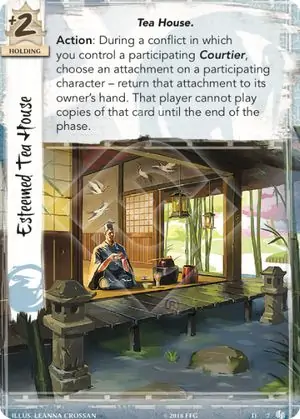 +2
HOLDING
Tea House.
Action: During a conflict in which
you control a participating Courtier,
choose an attachment on a participating
character – return that attachment to its
owner's hand. That player cannot play
copies of that card until the end of the
phase.
Esteemed Tea House
ILLUS: LEANNA CROSSAN
© 2018 FFG